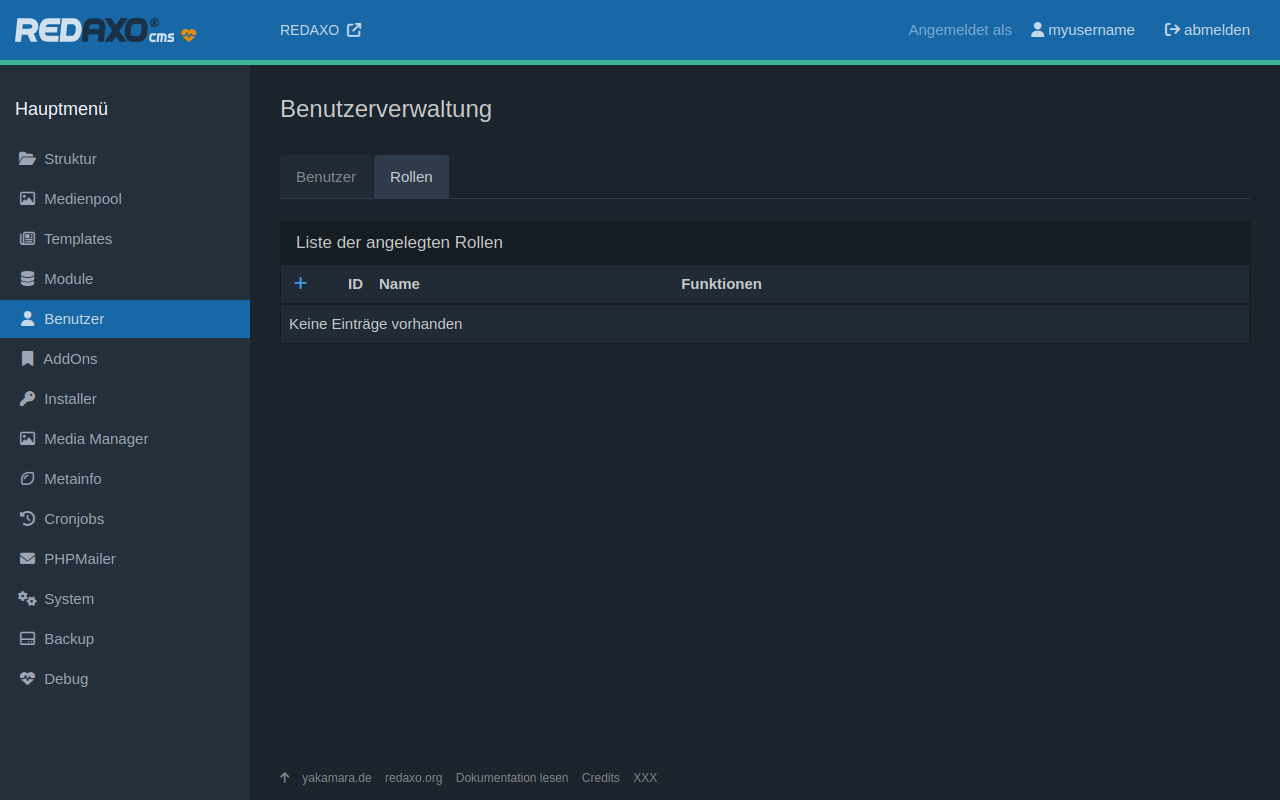 REDAXO® cms
REDAXO
Angemeldet als myusername abmelden
Hauptmenü
Struktur
Medienpool
Templates
Module
Benutzer
AddOns
Installer
Media Manager
Metainfo
Cronjobs
PHPMailer
System
Backup
Debug
Benutzerverwaltung
Benutzer Rollen
Liste der angelegten Rollen
ID Name Funktionen
Keine Einträge vorhanden
yakamara.de redaxo.org Dokumentation lesen Credits XXX